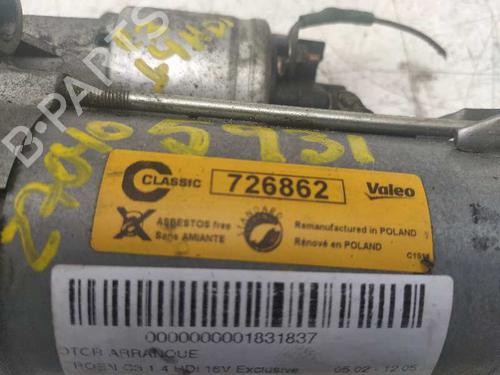 5931
C CLASSIC 726862 Valeo
ASBESTOS free
Sans AMIANTE
Remanufactured in POLAND
Rénové en POLAND
0000000001831837
MOTOR ARRANQUE
CITROEN C3 1.4 HDI 16V Exclusive 05.02 - 12.05
B-PARTS